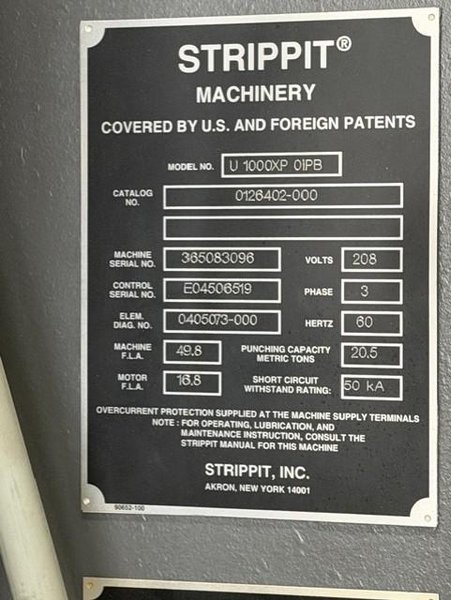 STRIPPIT®
MACHINERY
COVERED BY U.S. AND FOREIGN PATENTS
MODEL NO. U 1000XP 0IPB
CATALOG NO. 0126402-000
MACHINE SERIAL NO. 365083096 VOLTS 208
CONTROL SERIAL NO. E04506519 PHASE 3
ELEM. DIAG. NO. 0405073-000 HERTZ 60
MACHINE F.L.A. 49.8 PUNCHING CAPACITY METRIC TONS 20.5
MOTOR F.L.A. 16.8 SHORT CIRCUIT WITHSTAND RATING: 50 kA
OVERCURRENT PROTECTION SUPPLIED AT THE MACHINE SUPPLY TERMINALS
NOTE : FOR OPERATING, LUBRICATION, AND
MAINTENANCE INSTRUCTION, CONSULT THE
STRIPPIT MANUAL FOR THIS MACHINE
STRIPPIT, INC.
AKRON, NEW YORK 14001
90652-100